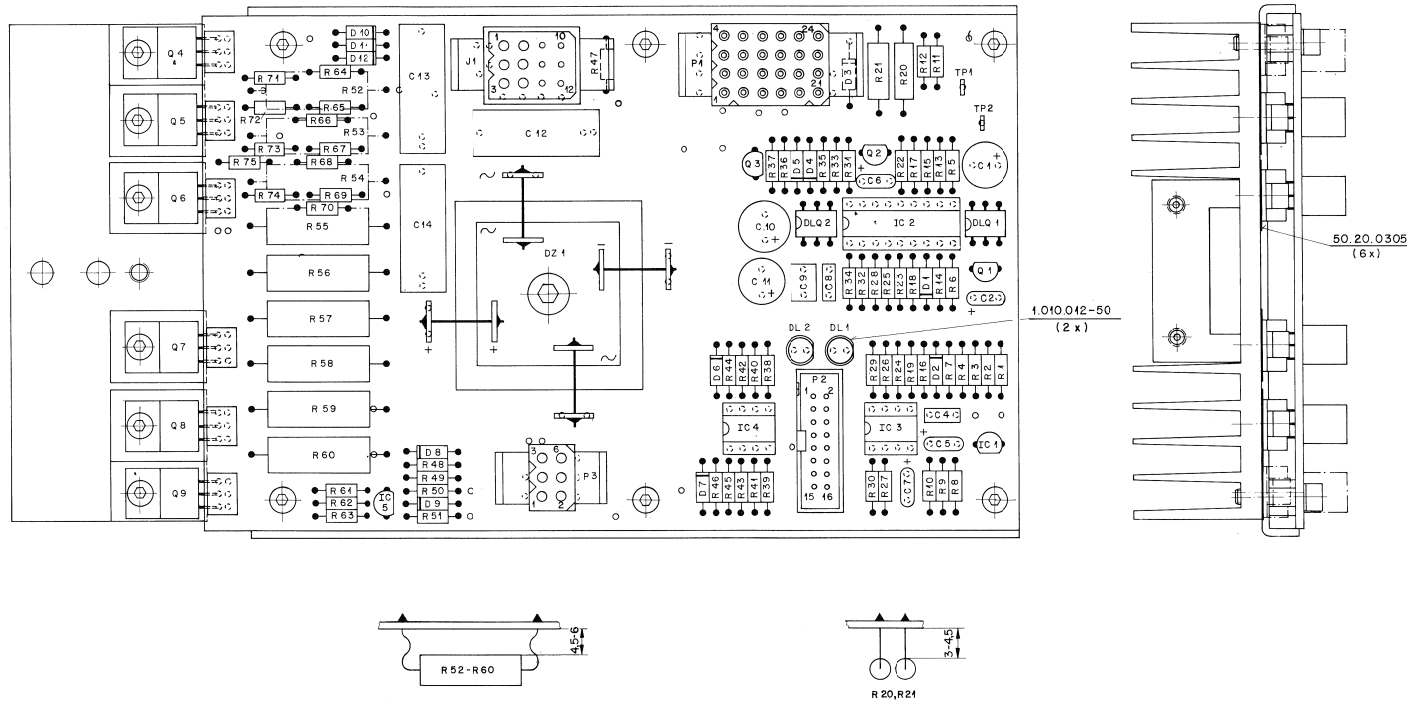 Q4
Q5
Q6
Q7
Q8
Q9
D10
D11
D12
R71
R64
R52
R72
R65
R66
R53
R73
R67
R75
R68
R54
R74
R69
R70
R55
R56
R57
R58
R59
R60
R61
R62
R63
IC5
D8
R48
R49
R50
D9
R51
C13
C14
J1
1
10
3
12
R47
C12
~
~
DZ1
–
–
+
+
~
~
P3
3
6
1
2
P1
4
24
1
21
D3
R21
R20
R12
R11
TP1
TP2
Q3
R37
R36
D5
D4
R35
R33
R31
+
Q2
C6
R22
R17
R15
R13
R5
+
C1
C10
+
DLQ2
IC2
DLQ1
C11
+
C9
C8
R34
R32
R28
R25
R23
R18
D1
R14
R6
Q1
C2
+
1.010.012-50
(2x)
DL2
DL1
D6
R44
R42
R40
R38
P2
1
2
15
16
R29
R26
R24
R19
R16
D2
R7
R4
R3
R2
R1
IC4
IC3
C4
+
C5
IC1
D7
R46
R45
R43
R41
R39
R30
R27
+
C7
R10
R9
R8
50.20.0305
(6x)
R52-R60
4,5-6
R20,R21
3-4,5